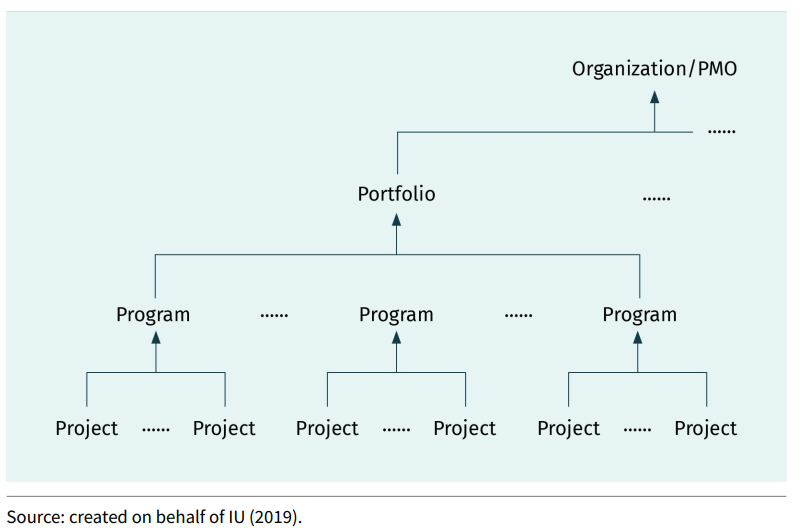 Organization/PMO
......
Portfolio
......
Program ...... Program ...... Program
Project ...... Project Project ...... Project Project ...... Project
Source: created on behalf of IU (2019).